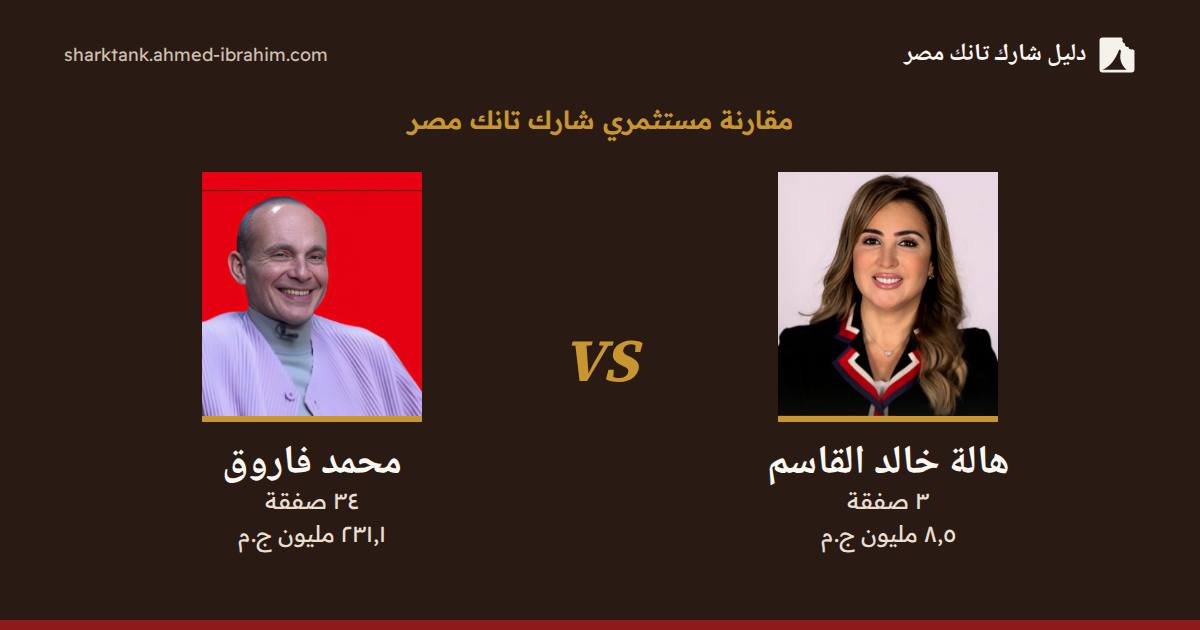 دليل شارك تانك مصر
sharktank.ahmed-ibrahim.com
مقارنة مستثمري شارك تانك مصر
هالة خالد القاسم
٣ صفقة
٨,٥ مليون ج.م
VS
محمد فاروق
٣٤ صفقة
٢٣١,١ مليون ج.م